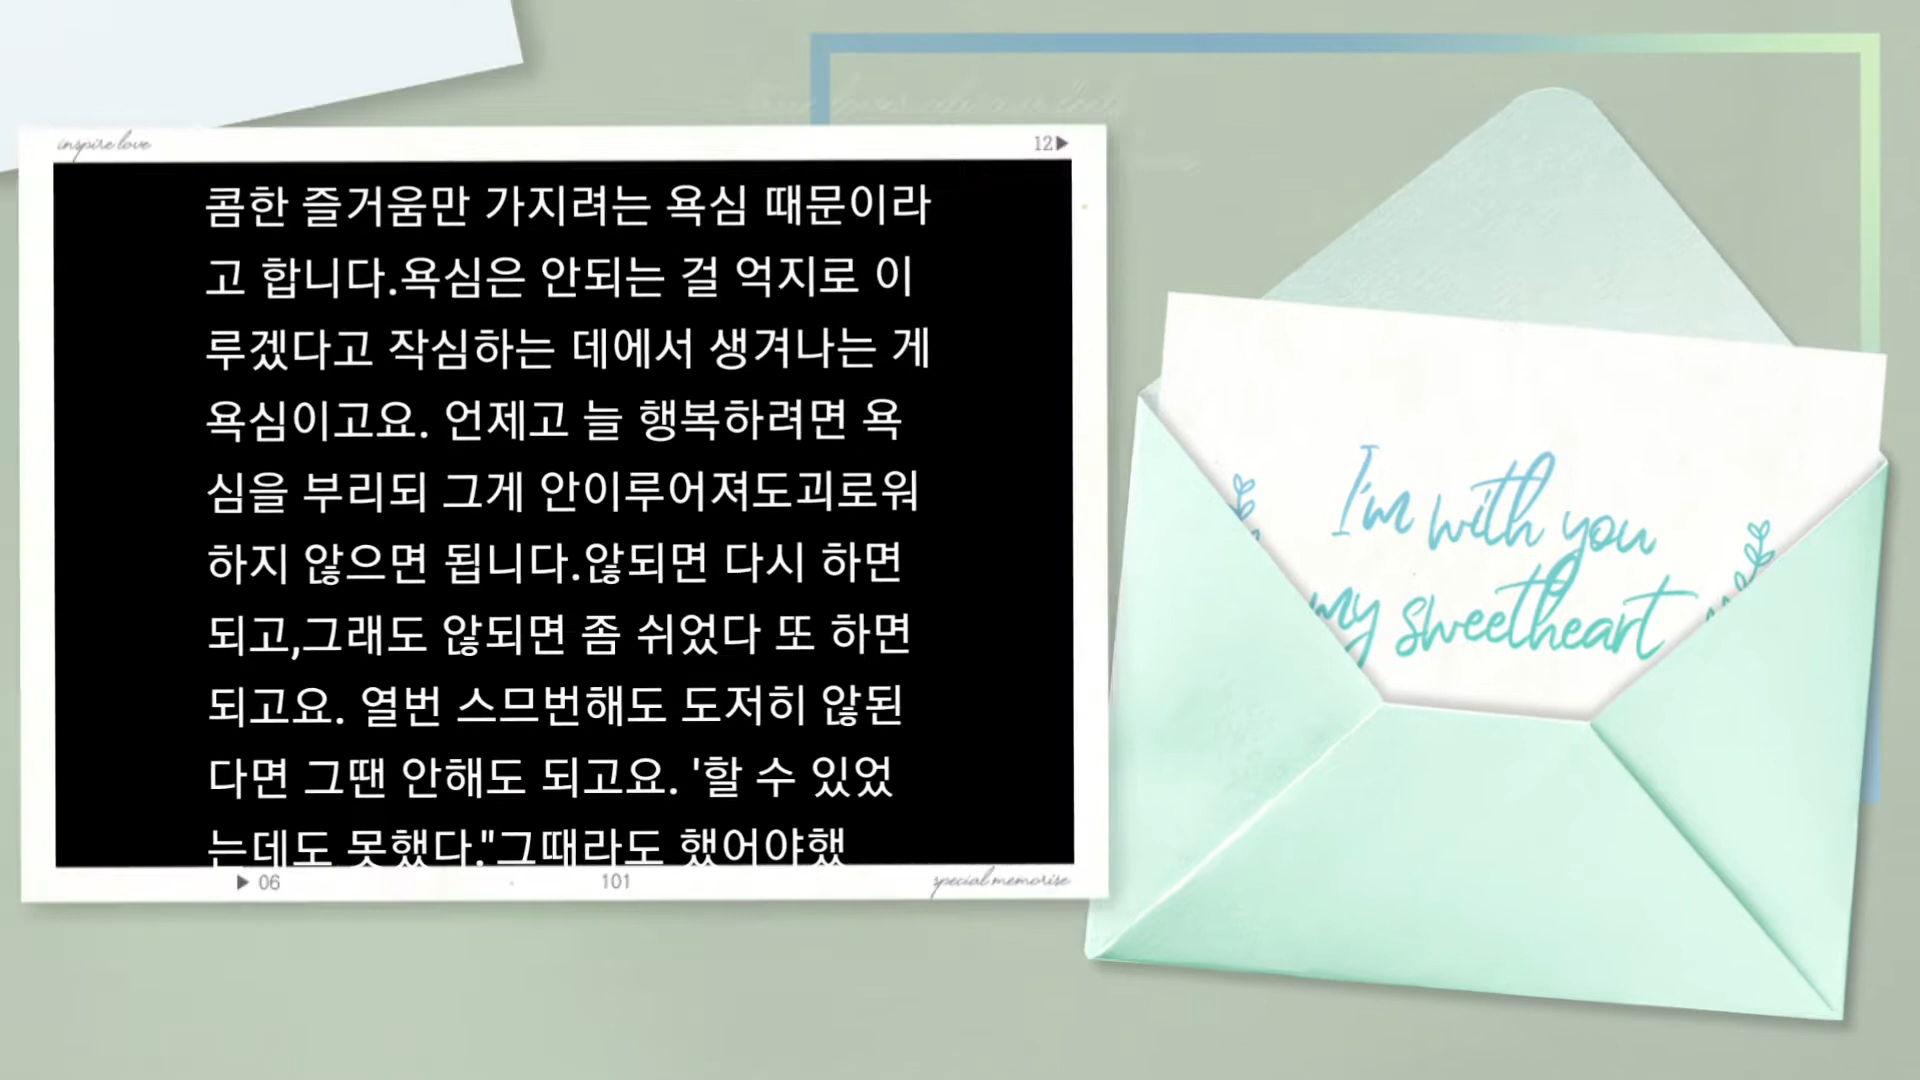 inspire love
12▶
콤한 즐거움만 가지려는 욕심 때문이라
고 합니다.욕심은 안되는 걸 억지로 이
루겠다고 작심하는 데에서 생겨나는 게
욕심이고요. 언제고 늘 행복하려면 욕
심을 부리되 그게 안이루어져도괴로워
하지 않으면 됩니다.않되면 다시 하면
되고,그래도 않되면 좀 쉬었다 또 하면
되고요. 열번 스므번해도 도저히 않된
다면 그땐 안해도 되고요. '할 수 있었
는데도 못했다."그때라도 했어야했
▶ 06
101
special memorise
I'm with you
my sweetheart